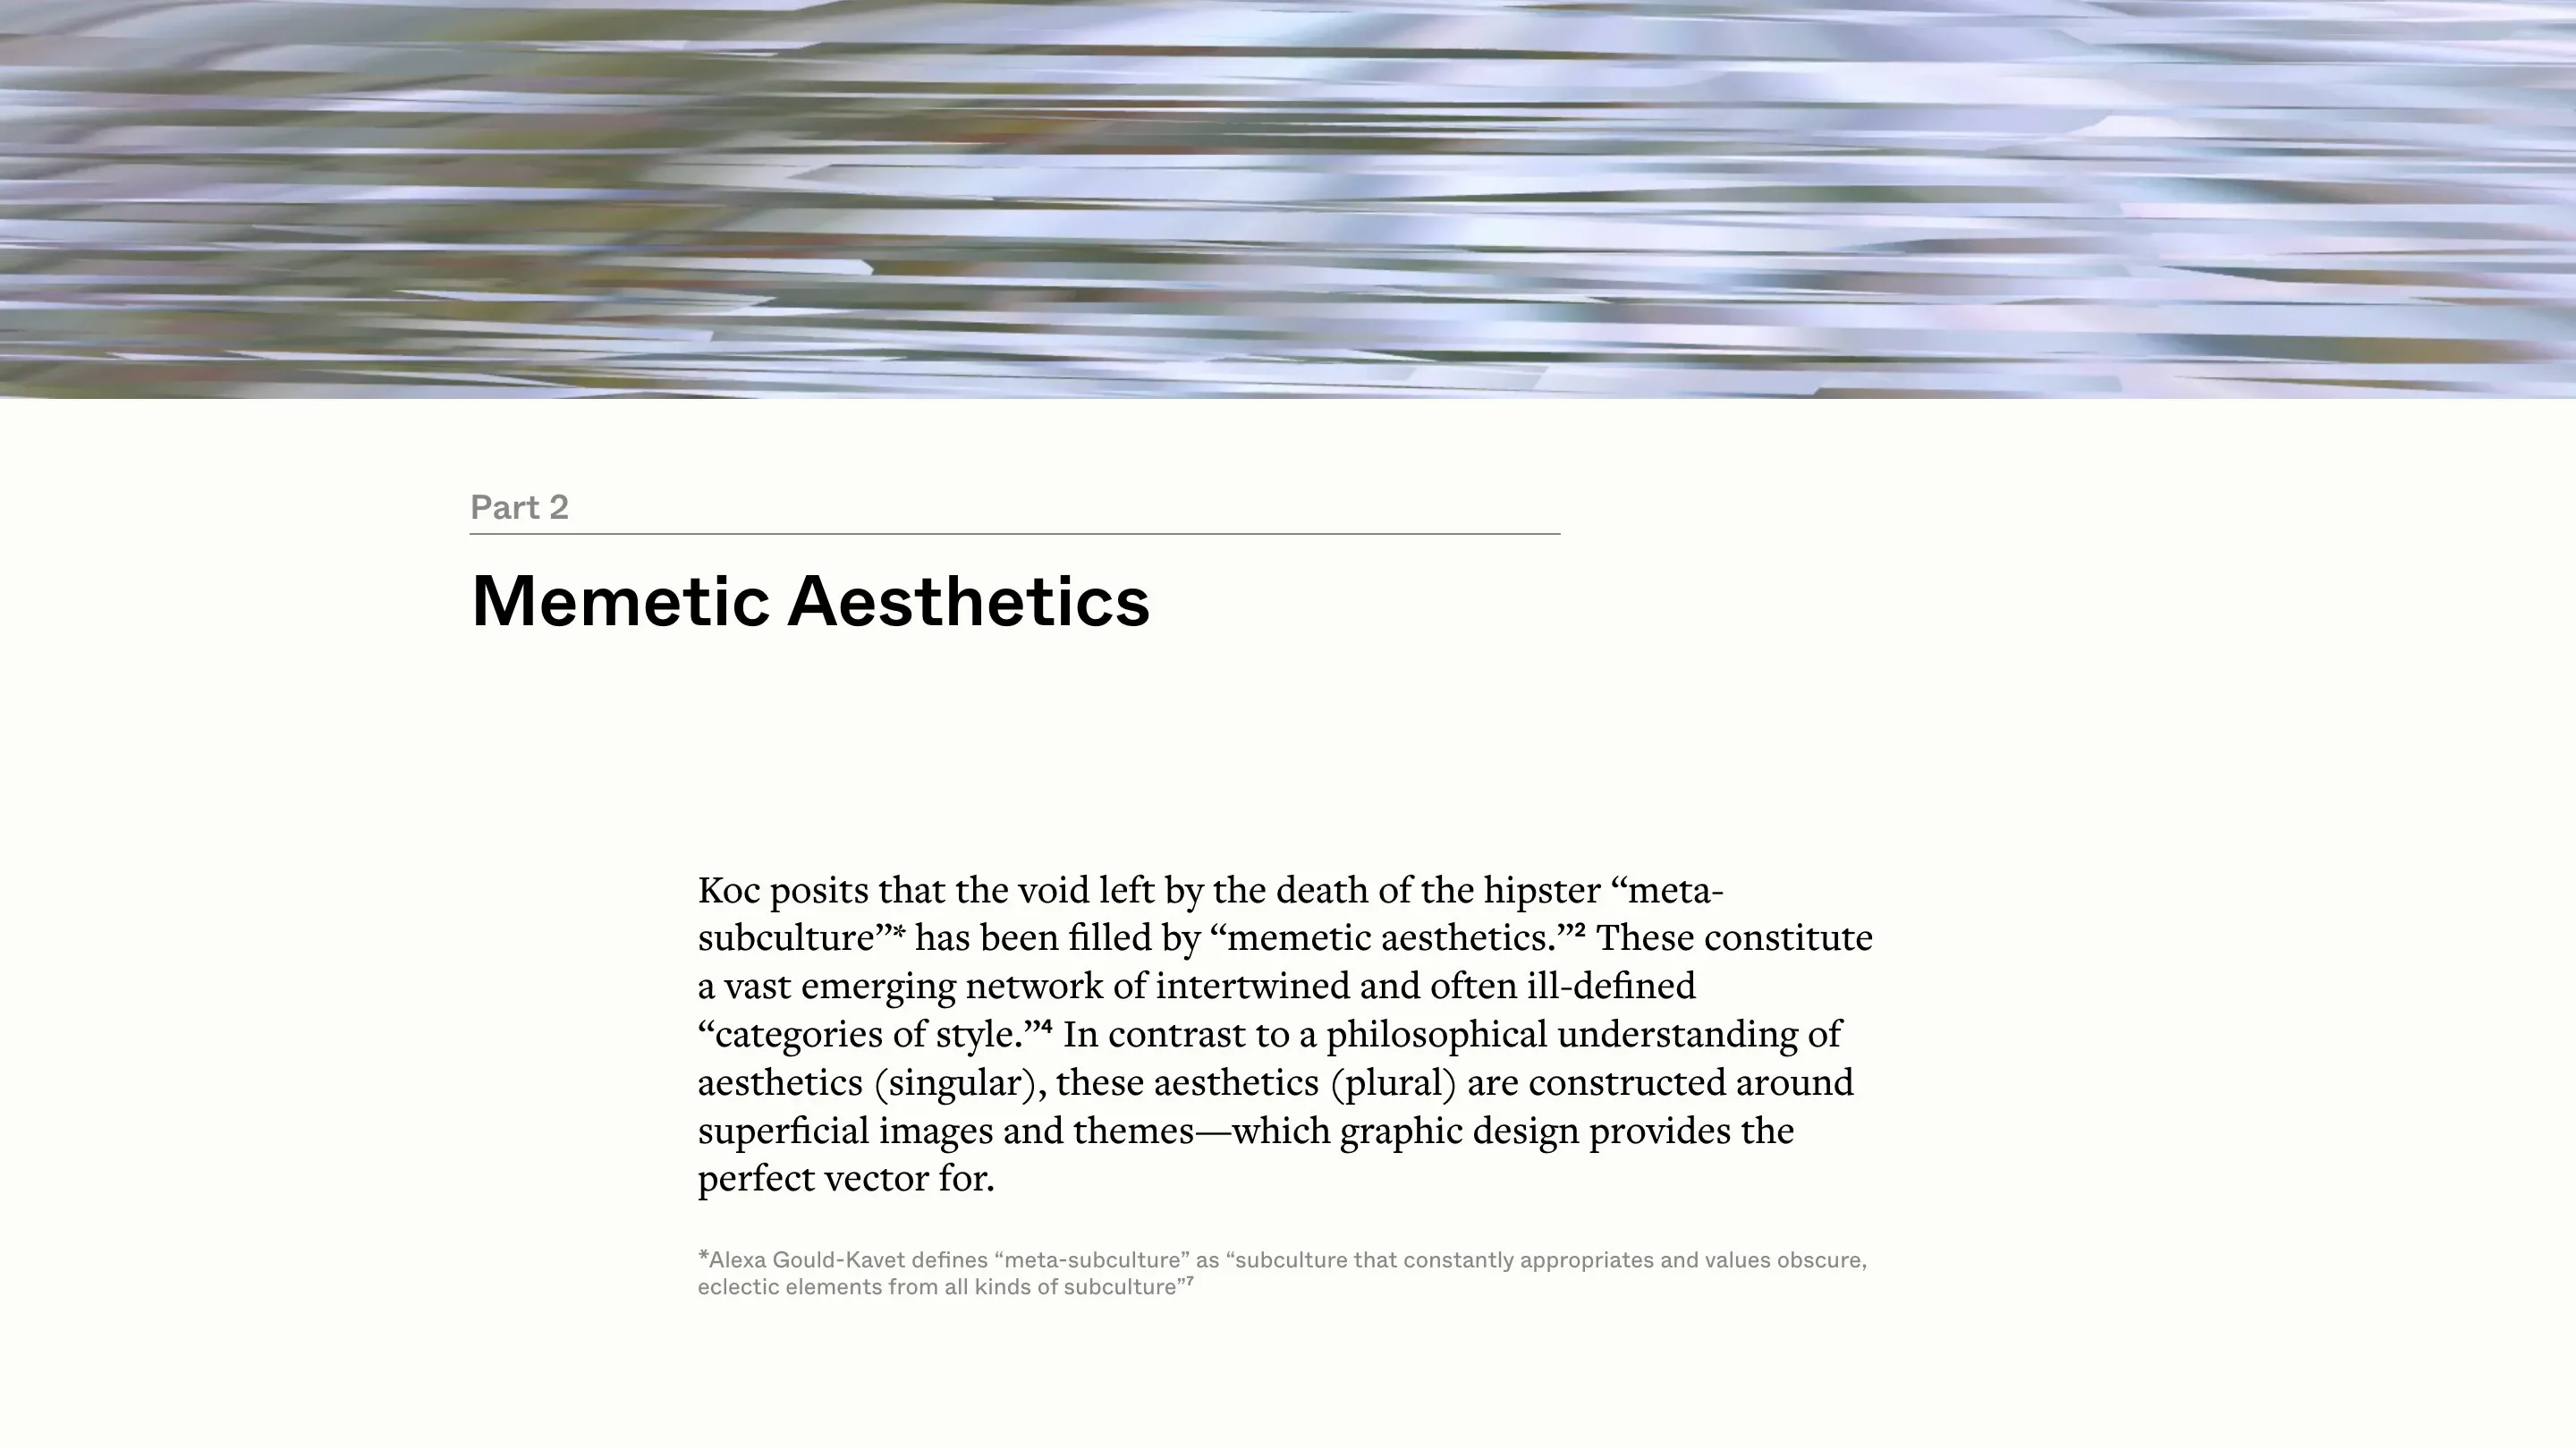 Part 2
Memetic Aesthetics
Koc posits that the void left by the death of the hipster “meta-
subculture”* has been filled by “memetic aesthetics.”² These constitute
a vast emerging network of intertwined and often ill-defined
“categories of style.”⁴ In contrast to a philosophical understanding of
aesthetics (singular), these aesthetics (plural) are constructed around
superficial images and themes—which graphic design provides the
perfect vector for.
*Alexa Gould-Kavet defines “meta-subculture” as “subculture that constantly appropriates and values obscure,
eclectic elements from all kinds of subculture”⁷